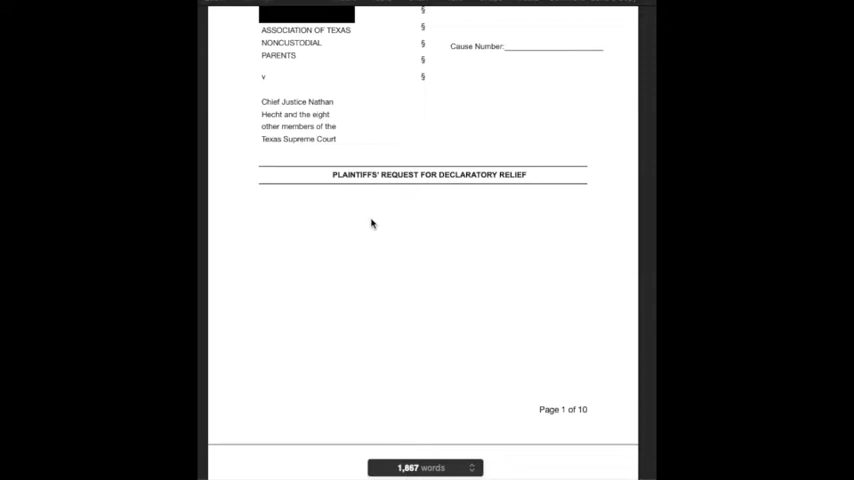 §
ASSOCIATION OF TEXAS
§
NONCUSTODIAL
§
Cause Number:
PARENTS
§
v
§
Chief Justice Nathan
Hecht and the eight
other members of the
Texas Supreme Court
PLAINTIFFS' REQUEST FOR DECLARATORY RELIEF
Page 1 of 10
1,867 words